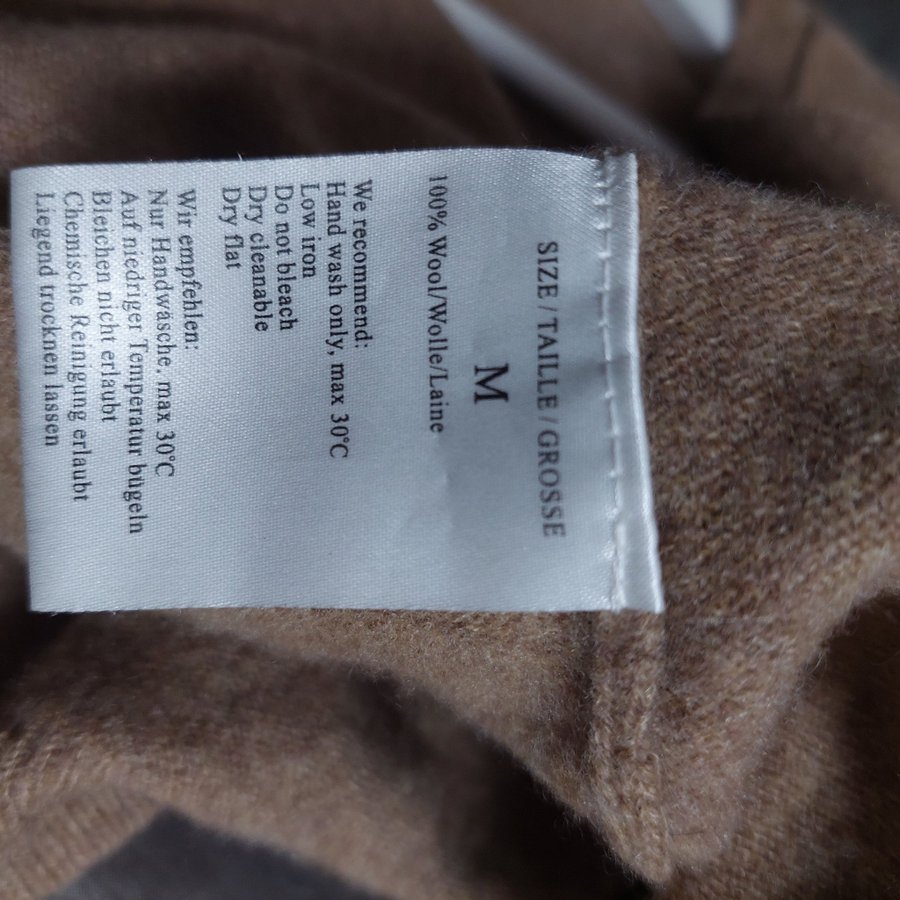 SIZE / TAILLE / GROSSE
M
100% Wool/Wolle/Laine
We recommend:
Hand wash only, max 30°C
Low iron
Do not bleach
Dry cleanable
Dry flat
Wir empfehlen:
Nur Handwäsche, max 30°C
Auf niedriger Temperatur bügeln
Bleichen nicht erlaubt
Chemische Reinigung erlaubt
Liegend trocknen lassen